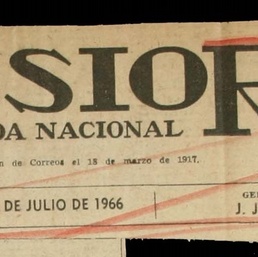 SIOR
DA NACIONAL
n de Correos el 18 de marzo de 1917.
DE JULIO DE 1966
GE
J. J